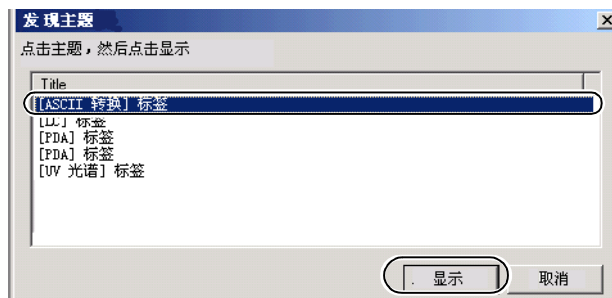 发现主题
点击主题，然后点击显示
Title
[ASCII 转换] 标签
[LC] 标签
[PDA] 标签
[PDA] 标签
[UV 光谱] 标签
显示
取消